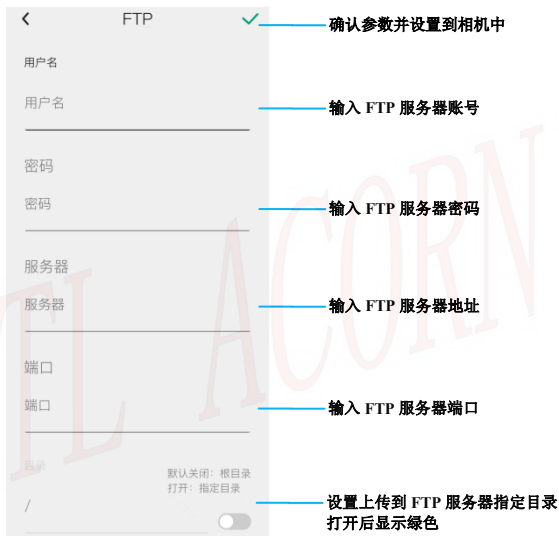 FTP
确认参数并设置到相机中
用户名
用户名
输入 FTP 服务器账号
密码
密码
输入 FTP 服务器密码
服务器
服务器
输入 FTP 服务器地址
端口
端口
输入 FTP 服务器端口
目录
默认关闭：根目录
打开：指定目录
/
设置上传到 FTP 服务器指定目录
打开后显示绿色
TL ACORN